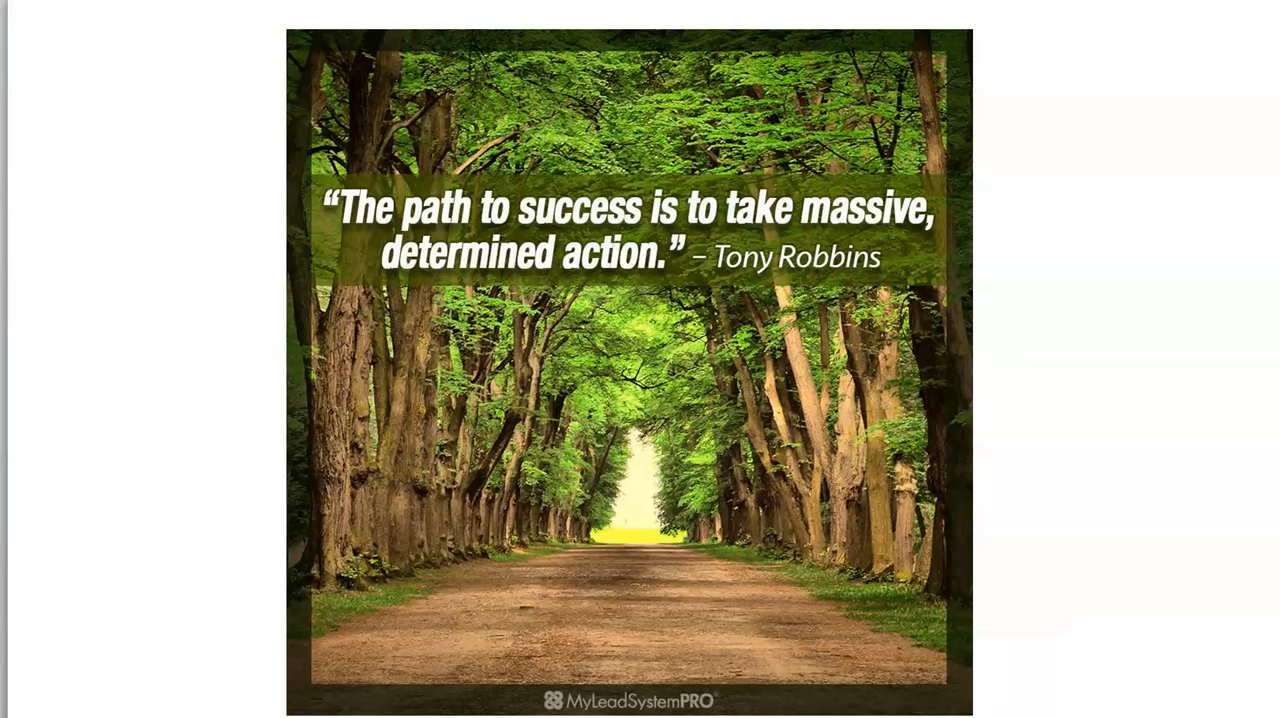 “The path to success is to take massive,
determined action.” – Tony Robbins
MyLeadSystemPRO®